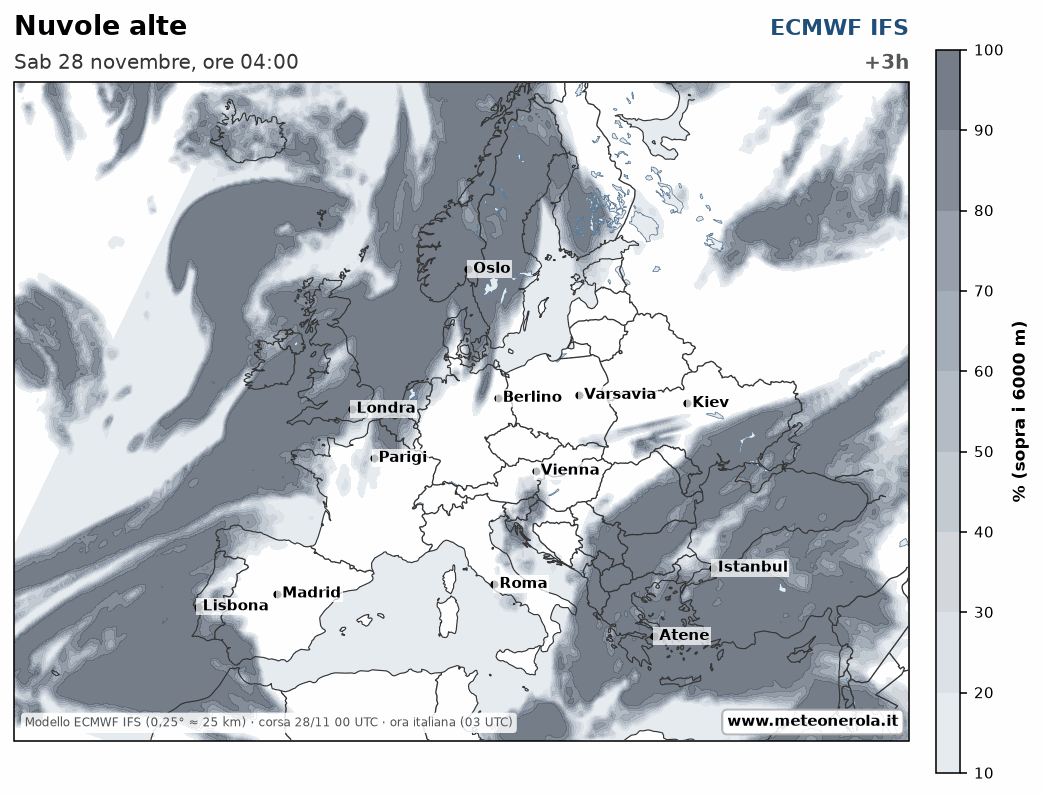 Nuvole alte
ECMWF IFS
Sab 28 novembre, ore 04:00
+3h
100
90
80
70
60
50
40
30
20
10
% (sopra i 6000 m)
Oslo
Londra
Berlino
Varsavia
Kiev
Parigi
Vienna
Istanbul
Roma
Madrid
Lisbona
Atene
Modello ECMWF IFS (0,25° ≈ 25 km) · corsa 28/11 00 UTC · ora italiana (03 UTC)
www.meteonerola.it